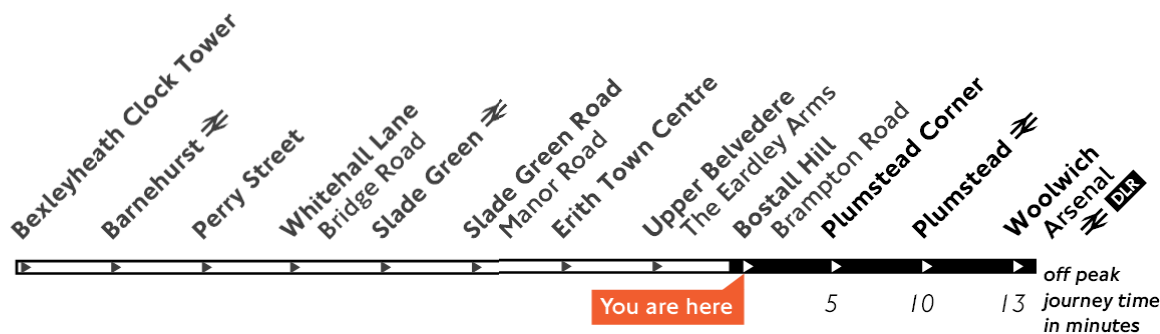 Bexleyheath Clock Tower
Barnehurst
Perry Street
Whitehall Lane
Bridge Road
Slade Green
Slade Green Road
Manor Road
Erith Town Centre
Upper Belvedere
The Eardley Arms
Bostall Hill
Brampton Road
Plumstead Corner
Plumstead
Woolwich
Arsenal
DLR
You are here
5
10
13
off peak
journey time
in minutes